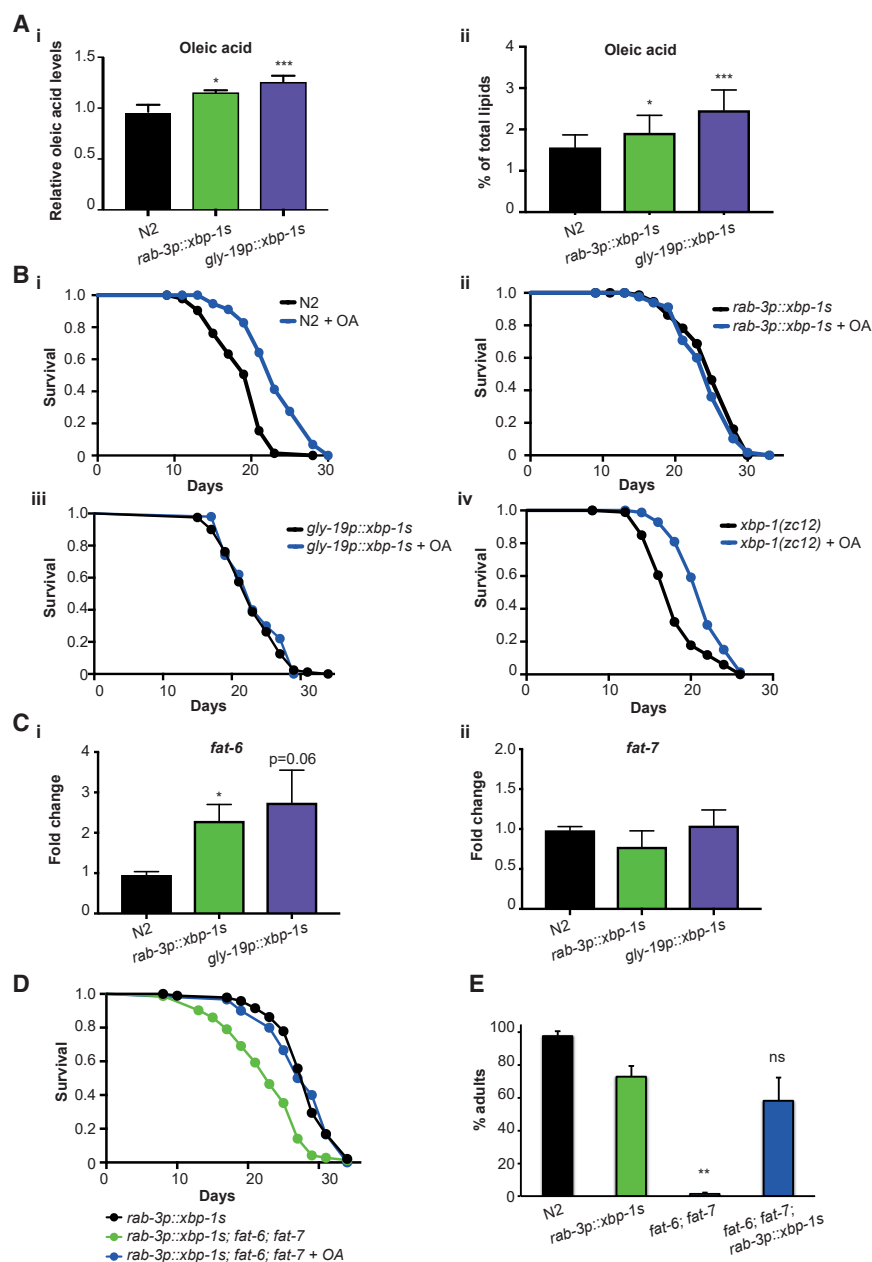 A
i
Oleic acid
Relative oleic acid levels
1.5
1.0
0.5
0
*
***
N2
rab-3p::xbp-1s
gly-19p::xbp-1s
ii
Oleic acid
% of total lipids
4
3
2
1
0
*
***
N2
rab-3p::xbp-1s
gly-19p::xbp-1s
B
i
Survival
1.0
0.8
0.6
0.4
0.2
0
0 10 20 30
Days
N2
N2 + OA
ii
Survival
1.0
0.8
0.6
0.4
0.2
0
0 10 20 30
Days
rab-3p::xbp-1s
rab-3p::xbp-1s + OA
iii
Survival
1.0
0.8
0.6
0.4
0.2
0
0 10 20 30
Days
gly-19p::xbp-1s
gly-19p::xbp-1s + OA
iv
Survival
1.0
0.8
0.6
0.4
0.2
0
0 10 20 30
Days
xbp-1(zc12)
xbp-1(zc12) + OA
C
i
fat-6
Fold change
4
3
2
1
0
*
p=0.06
N2
rab-3p::xbp-1s
gly-19p::xbp-1s
ii
fat-7
Fold change
2.0
1.5
1.0
0.5
0
N2
rab-3p::xbp-1s
gly-19p::xbp-1s
D
Survival
1.0
0.8
0.6
0.4
0.2
0
0 10 20 30
Days
rab-3p::xbp-1s
rab-3p::xbp-1s; fat-6; fat-7
rab-3p::xbp-1s; fat-6; fat-7 + OA
E
% adults
100
80
60
40
20
0
**
ns
N2
rab-3p::xbp-1s
fat-6; fat-7
fat-6; fat-7;
rab-3p::xbp-1s